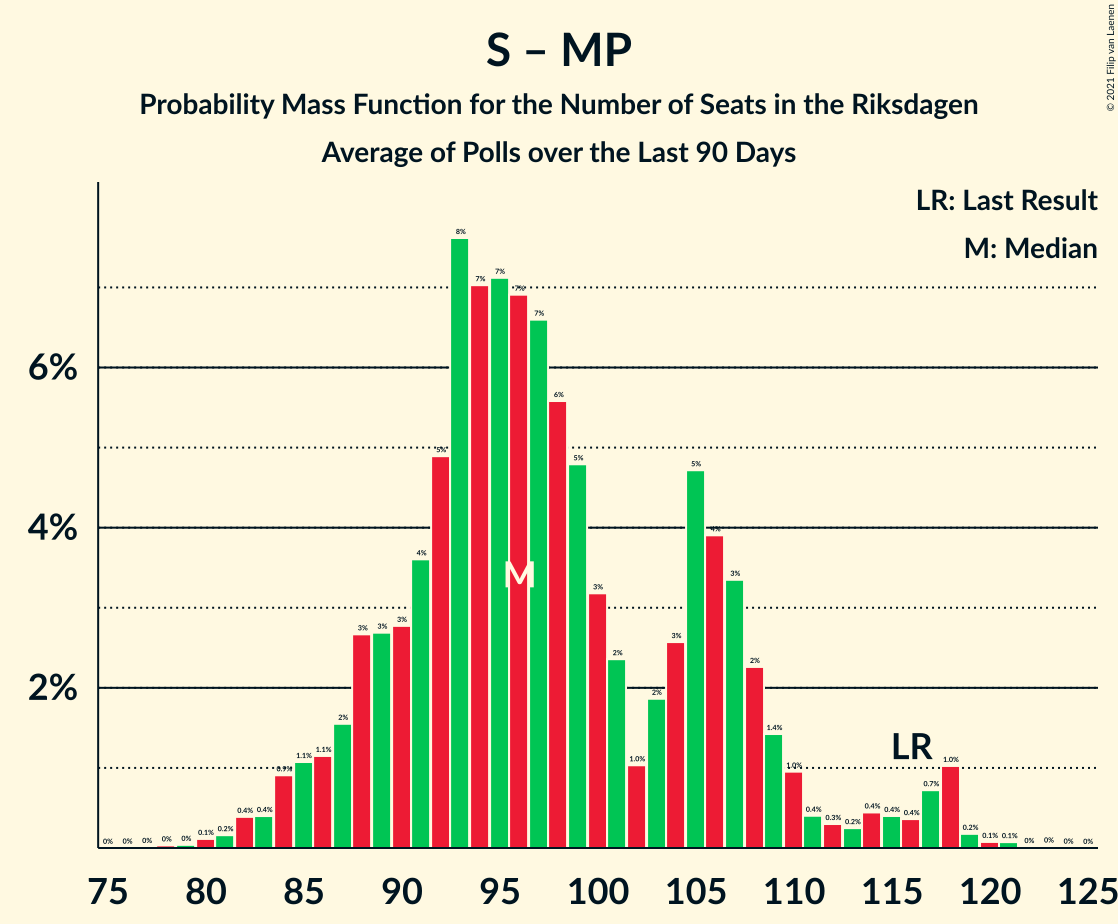 S – MP
Probability Mass Function for the Number of Seats in the Riksdagen
Average of Polls over the Last 90 Days
© 2021 Filip van Laenen
LR: Last Result
M: Median
6%
4%
2%
0% 0% 0% 0% 0% 0.1% 0.2% 0.4% 0.4% 0.9% 1.1% 1.1% 2% 3% 3% 3% 4% 5% 8% 7% 7% 7% 7% 6% 5% 3% 2% 1.0% 2% 3% 5% 4% 3% 2% 1.4% 1.0% 0.4% 0.3% 0.2% 0.4% 0.4% 0.4% 0.7% 1.0% 0.2% 0.1% 0.1% 0% 0% 0% 0%
M
LR
75 80 85 90 95 100 105 110 115 120 125